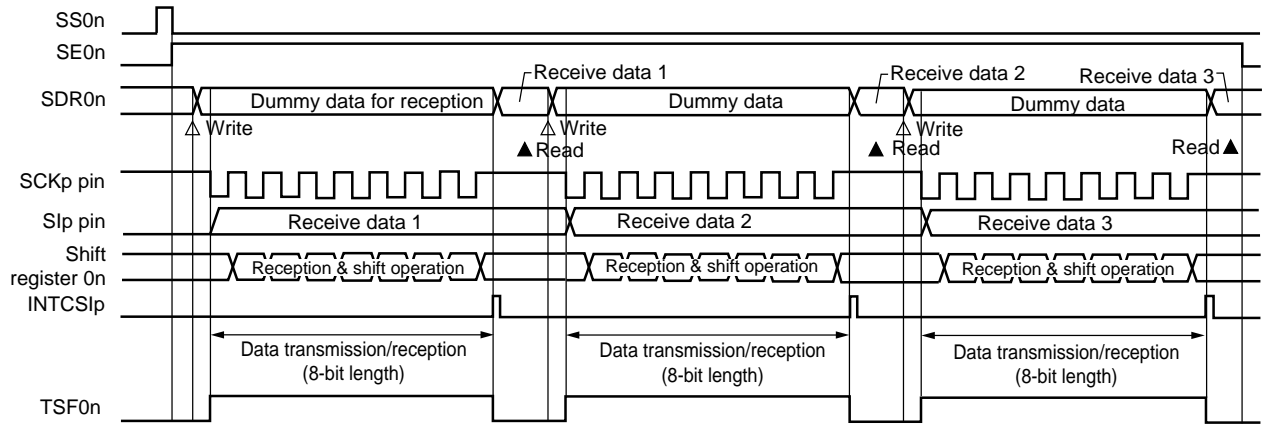 SS0n
SE0n
Receive data 1
Receive data 2
Receive data 3
SDR0n
Dummy data for reception
Dummy data
Dummy data
Write
Write
Write
Read
Read
Read
SCKp pin
SIp pin
Receive data 1
Receive data 2
Receive data 3
Shift
register 0n
Reception & shift operation
Reception & shift operation
Reception & shift operation
INTCSIp
Data transmission/reception
(8-bit length)
Data transmission/reception
(8-bit length)
Data transmission/reception
(8-bit length)
TSF0n